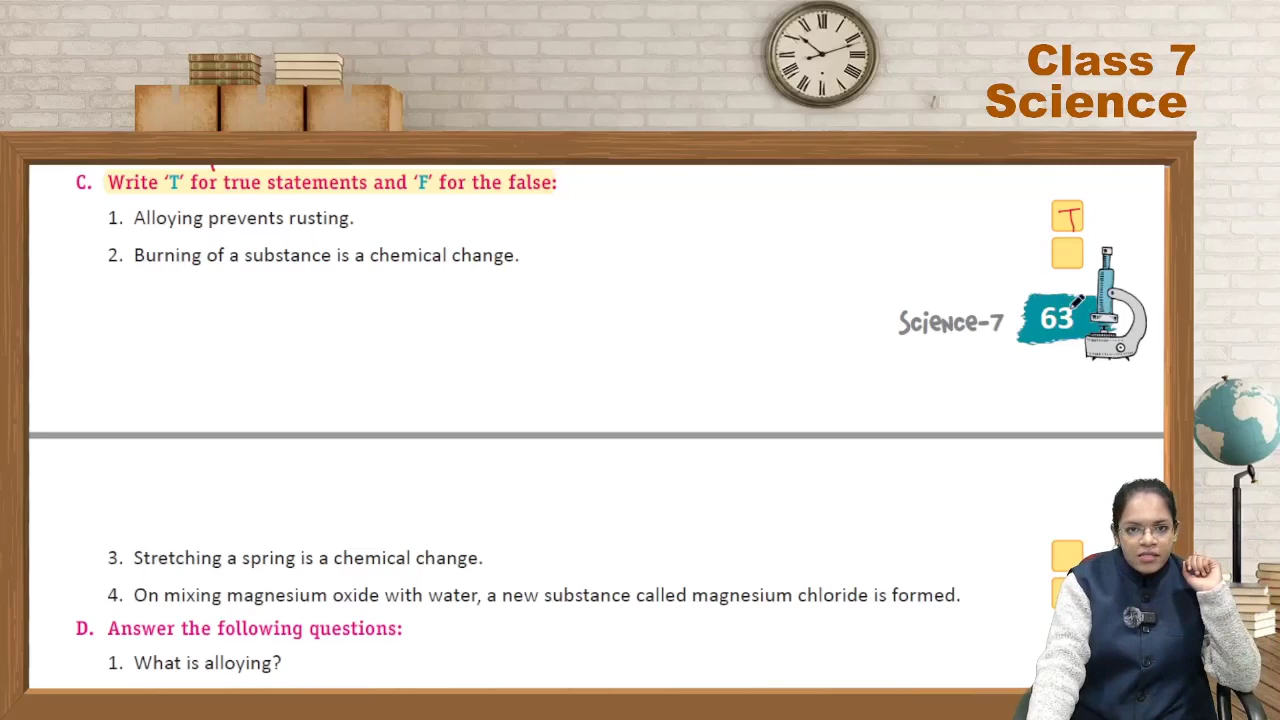 Class 7
Science
C. Write ‘T’ for true statements and ‘F’ for the false:
1. Alloying prevents rusting.
T
2. Burning of a substance is a chemical change.
Science-7 63
3. Stretching a spring is a chemical change.
4. On mixing magnesium oxide with water, a new substance called magnesium chloride is formed.
D. Answer the following questions:
1. What is alloying?